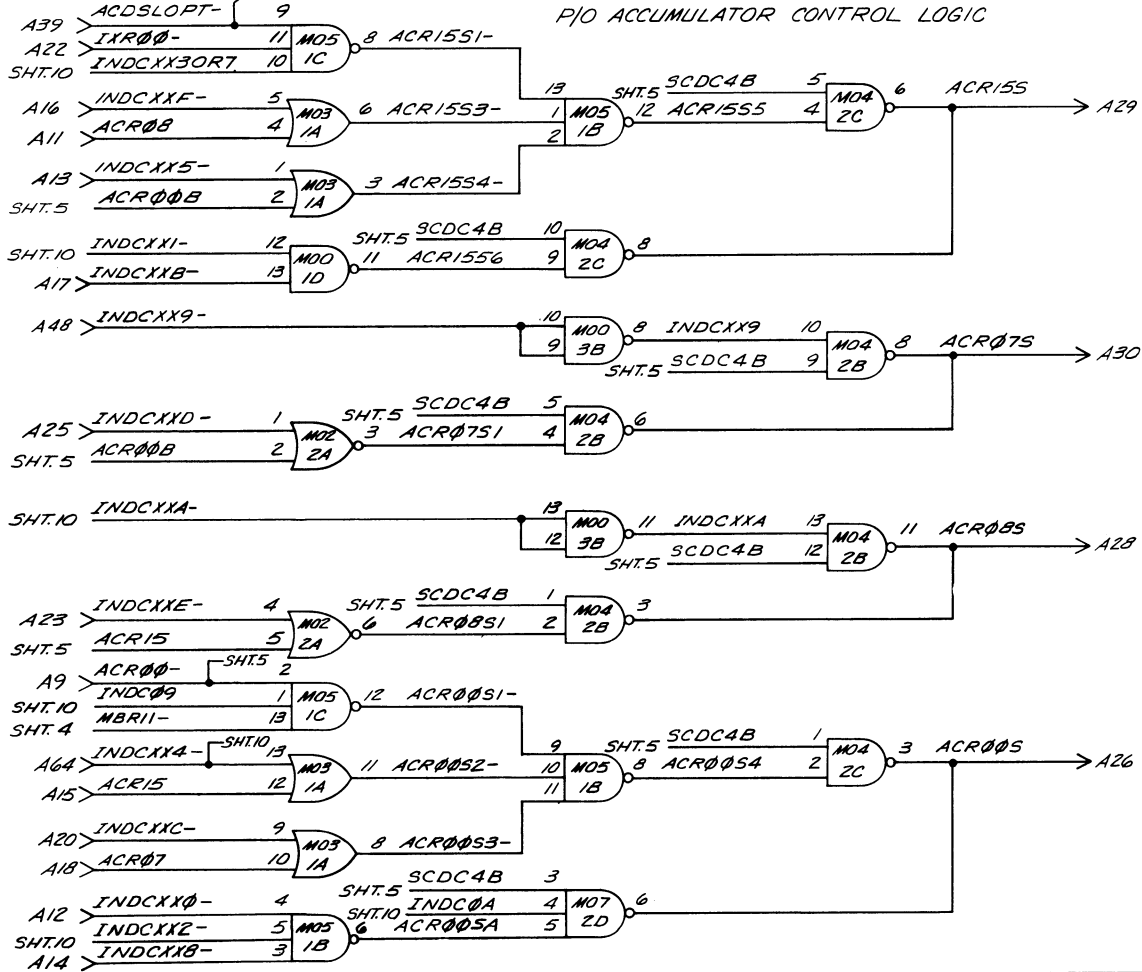 P/O ACCUMULATOR CONTROL LOGIC
A39 ACDSLOPT- 9
A22 IXRØØ- 11 MO5 8 ACR15S1-
SHT.10 INDCXX3OR7 10 1C
13 SHT.5 SCDC4B 5 MO4 6 ACR15S A29
A16 INDCXXF- 5 MO3 6 ACR15S3- 1 MO5 12 ACR15S5 4 2C
A11 ACRØ8 4 1A 2 1B
A13 INDCXX5- 1 MO3 3 ACR15S4-
SHT.5 ACRØØB 2 1A
SHT.5 SCDC4B 10 MO4 8
SHT.10 INDCXX1- 12 MOO 11 ACR15S6 9 2C
A17 INDCXXB- 13 1D
A48 INDCXX9- 10 MOO 8 INDCXX9 10 MO4 8 ACRØ7S A30
9 3B SHT.5 SCDC4B 9 2B
SHT.5 SCDC4B 5 MO4 6
A25 INDCXXD- 1 MO2 3 ACRØ7S1 4 2B
SHT.5 ACRØØB 2 2A
SHT.10 INDCXXA- 13 MOO 11 INDCXXA 13 MO4 11 ACRØ8S A28
12 3B SHT.5 SCDC4B 12 2B
SHT.5 SCDC4B 1 MO4 3
A23 INDCXXE- 4 MO2 6 ACRØ8S1 2 2B
SHT.5 ACR15 5 2A
A9 ACRØØ- SHT.5 2
SHT.10 INDCØ9 1 MO5 12 ACRØØS1-
SHT.4 MBR11- 13 1C
9 SHT.5 SCDC4B 1 MO4 3 ACRØØS A26
A64 INDCXX4- SHT.10 13 MO3 11 ACRØØS2- 10 MO5 8 ACRØØS4 2 2C
A15 ACR15 12 1A 11 1B
A20 INDCXXC- 9 MO3 8 ACRØØS3-
A18 ACRØ7 10 1A
SHT.5 SCDC4B 3
A12 INDCXXØ- 4 SHT.10 INDCØA 4 MO7 6
SHT.10 INDCXX2- 5 MO5 6 ACRØØSA 5 2D
A14 INDCXX8- 3 1B